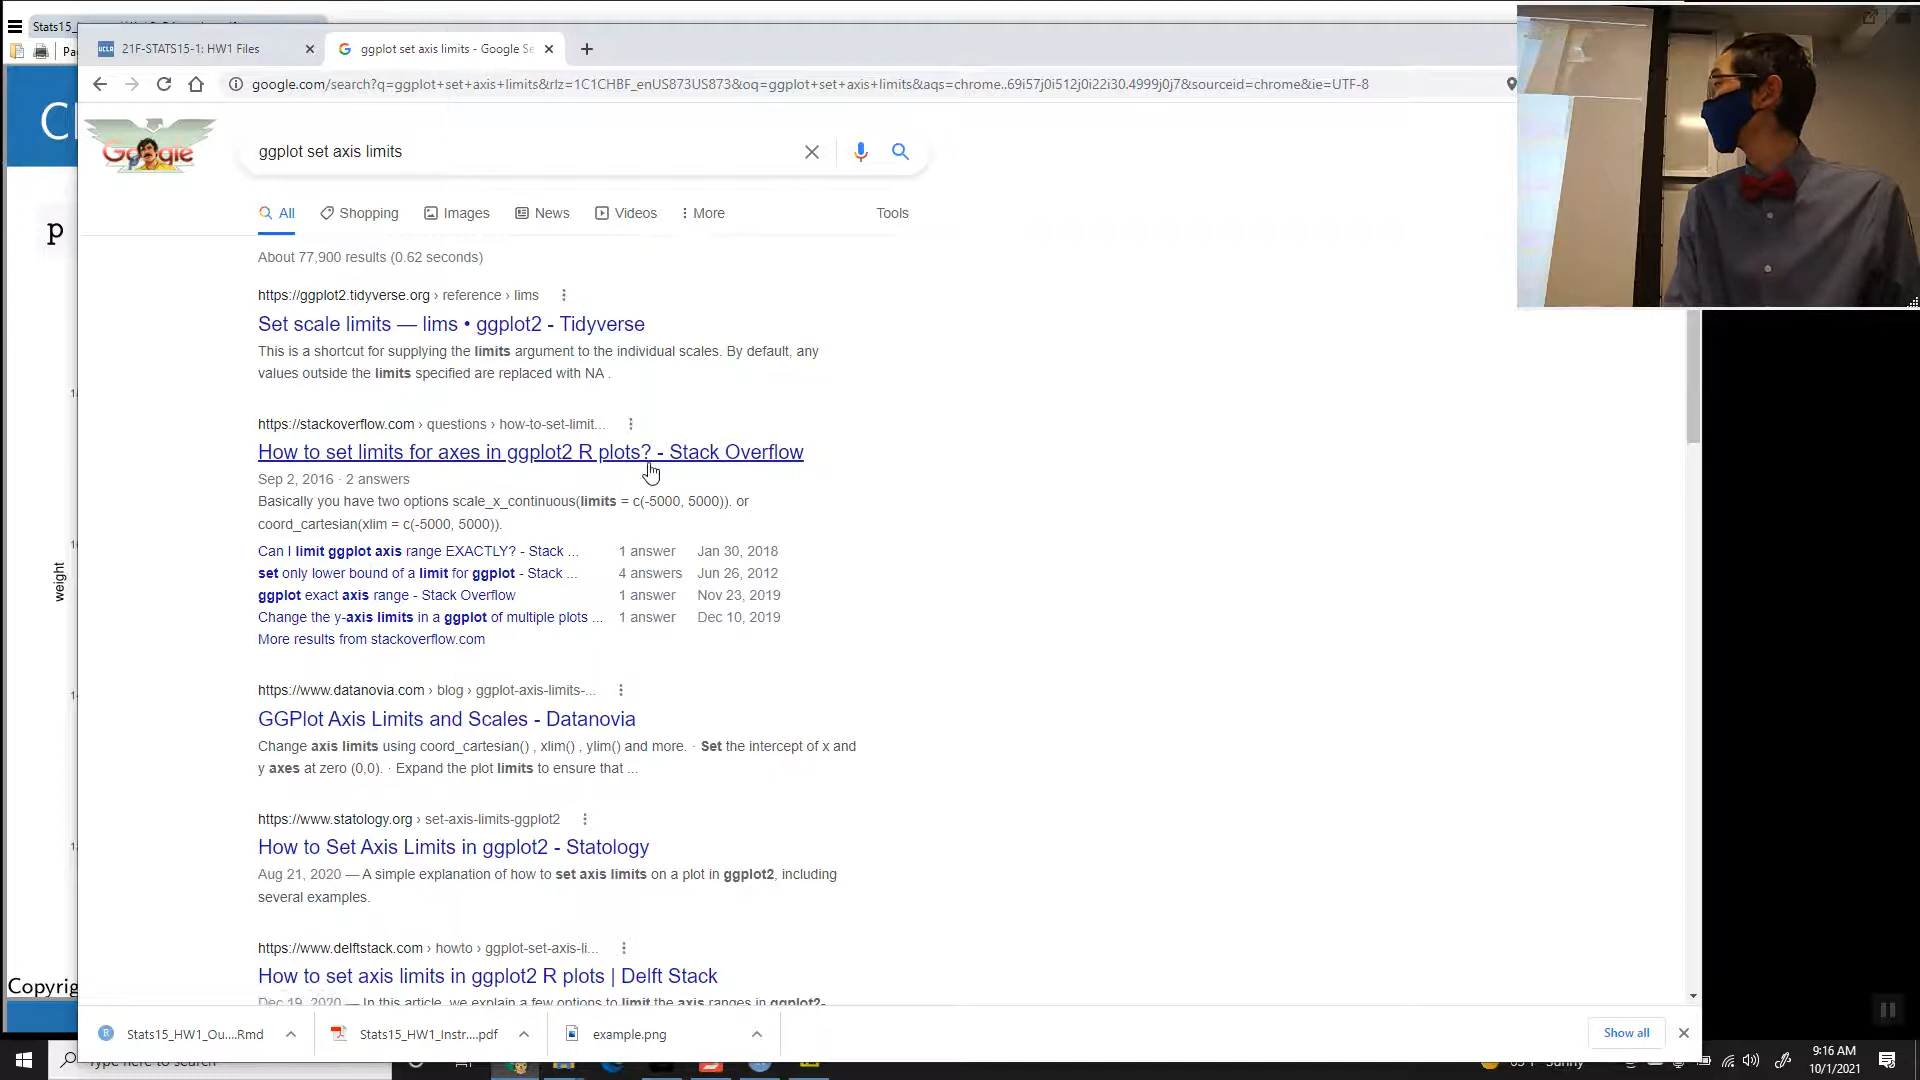 Stats15_
21F-STATS15-1: HW1 Files
ggplot set axis limits - Google Se
google.com/search?q=ggplot+set+axis+limits&rlz=1C1CHBF_enUS873US873&oq=ggplot+set+axis+limits&aqs=chrome..69i57j0i512j0i22i30.4999j0j7&sourceid=chrome&ie=UTF-8
Google
ggplot set axis limits
All Shopping Images News Videos More Tools
About 77,900 results (0.62 seconds)
https://ggplot2.tidyverse.org › reference › lims
Set scale limits — lims • ggplot2 - Tidyverse
This is a shortcut for supplying the limits argument to the individual scales. By default, any
values outside the limits specified are replaced with NA .
https://stackoverflow.com › questions › how-to-set-limit...
How to set limits for axes in ggplot2 R plots? - Stack Overflow
Sep 2, 2016 · 2 answers
Basically you have two options scale_x_continuous(limits = c(-5000, 5000)). or
coord_cartesian(xlim = c(-5000, 5000)).
Can I limit ggplot axis range EXACTLY? - Stack ... 1 answer Jan 30, 2018
set only lower bound of a limit for ggplot - Stack ... 4 answers Jun 26, 2012
ggplot exact axis range - Stack Overflow 1 answer Nov 23, 2019
Change the y-axis limits in a ggplot of multiple plots ... 1 answer Dec 10, 2019
More results from stackoverflow.com
https://www.datanovia.com › blog › ggplot-axis-limits-...
GGPlot Axis Limits and Scales - Datanovia
Change axis limits using coord_cartesian() , xlim() , ylim() and more. · Set the intercept of x and
y axes at zero (0,0). · Expand the plot limits to ensure that ...
https://www.statology.org › set-axis-limits-ggplot2
How to Set Axis Limits in ggplot2 - Statology
Aug 21, 2020 — A simple explanation of how to set axis limits on a plot in ggplot2, including
several examples.
https://www.delftstack.com › howto › ggplot-set-axis-li...
How to set axis limits in ggplot2 R plots | Delft Stack
Dec 19, 2020 — In this article, we explain a few options to limit the axis ranges in ggplot2-
p
weight
Copyrig
Stats15_HW1_Ou....Rmd
Stats15_HW1_Instr....pdf
example.png
Show all
Type here to search
Sunny
9:16 AM
10/1/2021